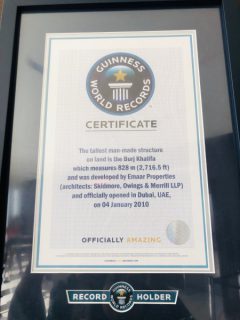 GUINNESS
WORLD RECORDS
CERTIFICATE
The tallest man-made structure
on land is the Burj Khalifa
which measures 828 m (2,716.5 ft)
and was developed by Emaar Properties
(architects: Skidmore, Owings & Merrill LLP)
and officially opened in Dubai, UAE,
on 04 January 2010
OFFICIALLY AMAZING
RECORD HOLDER